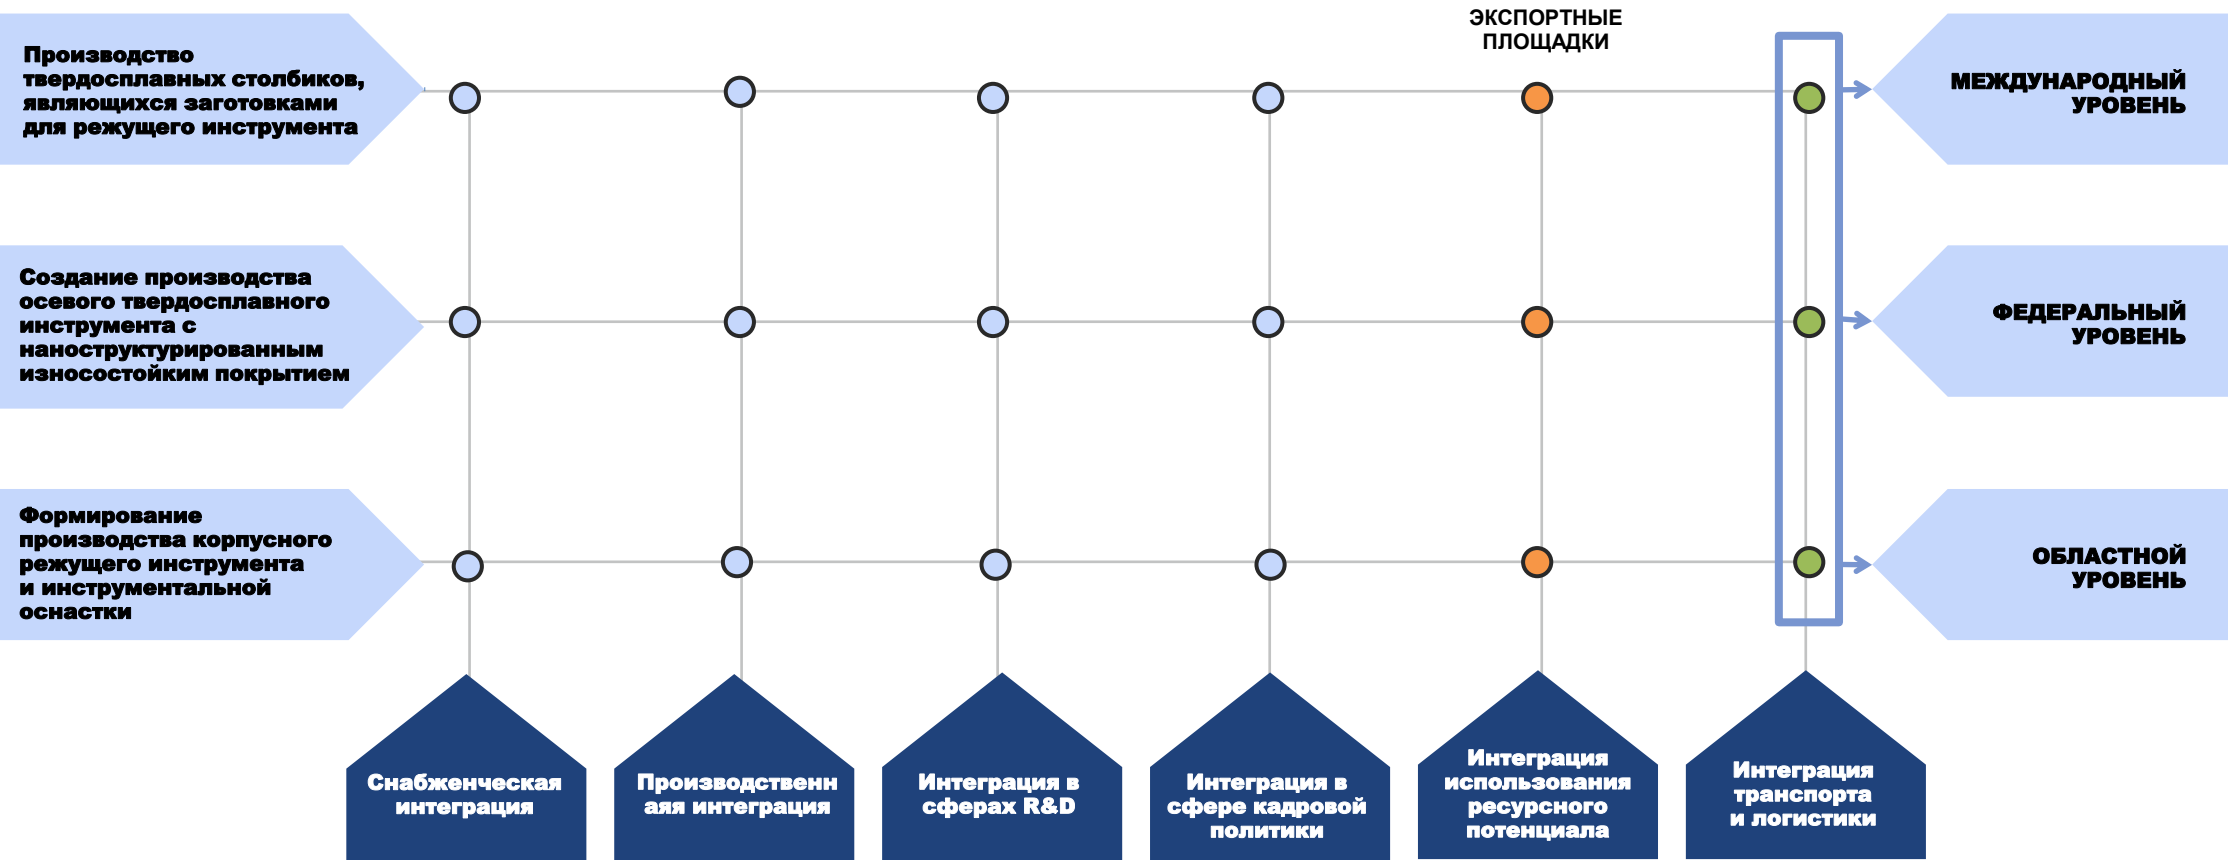 ЭКСПОРТНЫЕ
ПЛОЩАДКИ
Производство
твердосплавных столбиков,
являющихся заготовками
для режущего инструмента
МЕЖДУНАРОДНЫЙ
УРОВЕНЬ
Создание производства
осевого твердосплавного
инструмента с
наноструктурированным
износостойким покрытием
ФЕДЕРАЛЬНЫЙ
УРОВЕНЬ
Формирование
производства корпусного
режущего инструмента
и инструментальной
оснастки
ОБЛАСТНОЙ
УРОВЕНЬ
Снабженческая
интеграция
Производственн
аяя интеграция
Интеграция в
сферах R&D
Интеграция в
сфере кадровой
политики
Интеграция
использования
ресурсного
потенциала
Интеграция
транспорта
и логистики